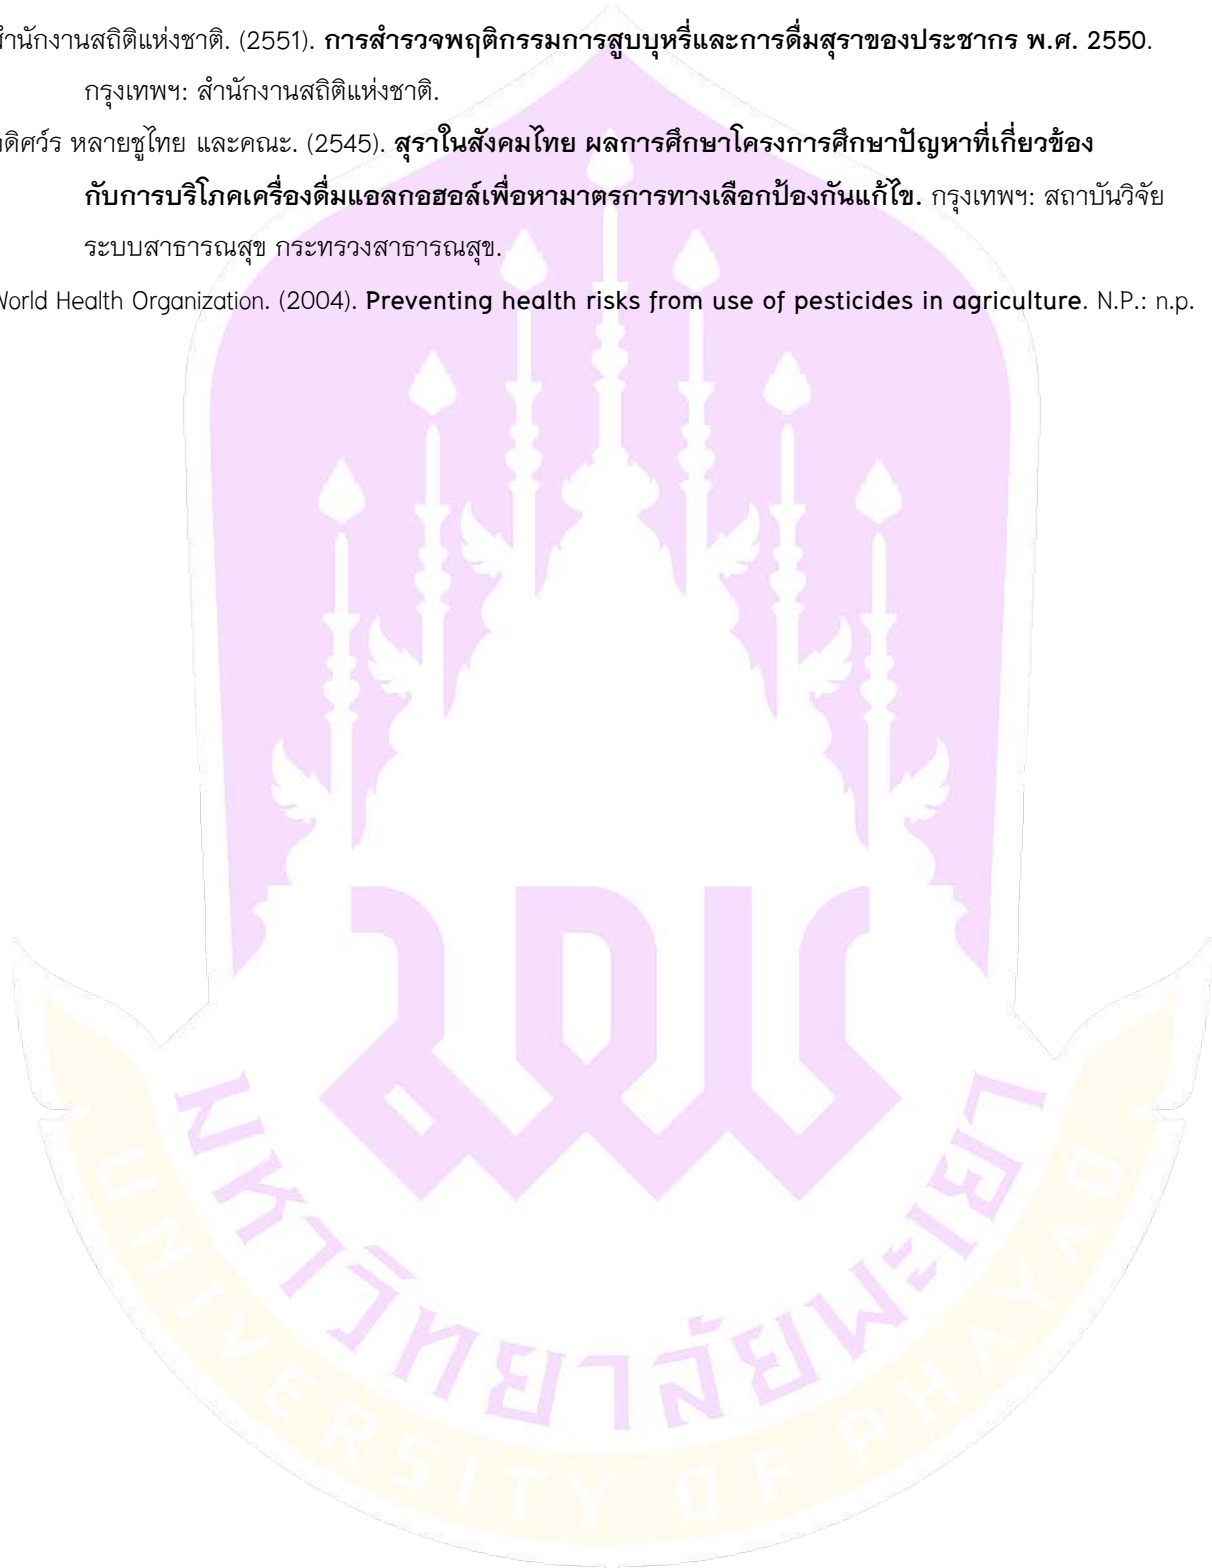 สำนักงานสถิติแห่งชาติ. (2551). การสำรวจพฤติกรรมการสูบบุหรี่และการดื่มสุราของประชากร พ.ศ. 2550.
กรุงเทพฯ: สำนักงานสถิติแห่งชาติ.
หลายชูไทย และคณะ. (2545). สุราในสังคมไทย ผลการศึกษาโครงการศึกษาปัญหาที่เกี่ยวข้อง
กับการบริโภคเครื่องดื่มแอลกอฮอล์เพื่อหามาตรการทางเลือกป้องกันแก้ไข. กรุงเทพฯ: สถาบันวิจัย
ระบบสาธารณสุข กระทรวงสาธารณสุข.
World Health Organization. (2004). Preventing health risks from use of pesticides in agriculture. N.P.: n.p.
มหาวิทยาลัยพะเยา
UNIVERSITY OF PHAYAO